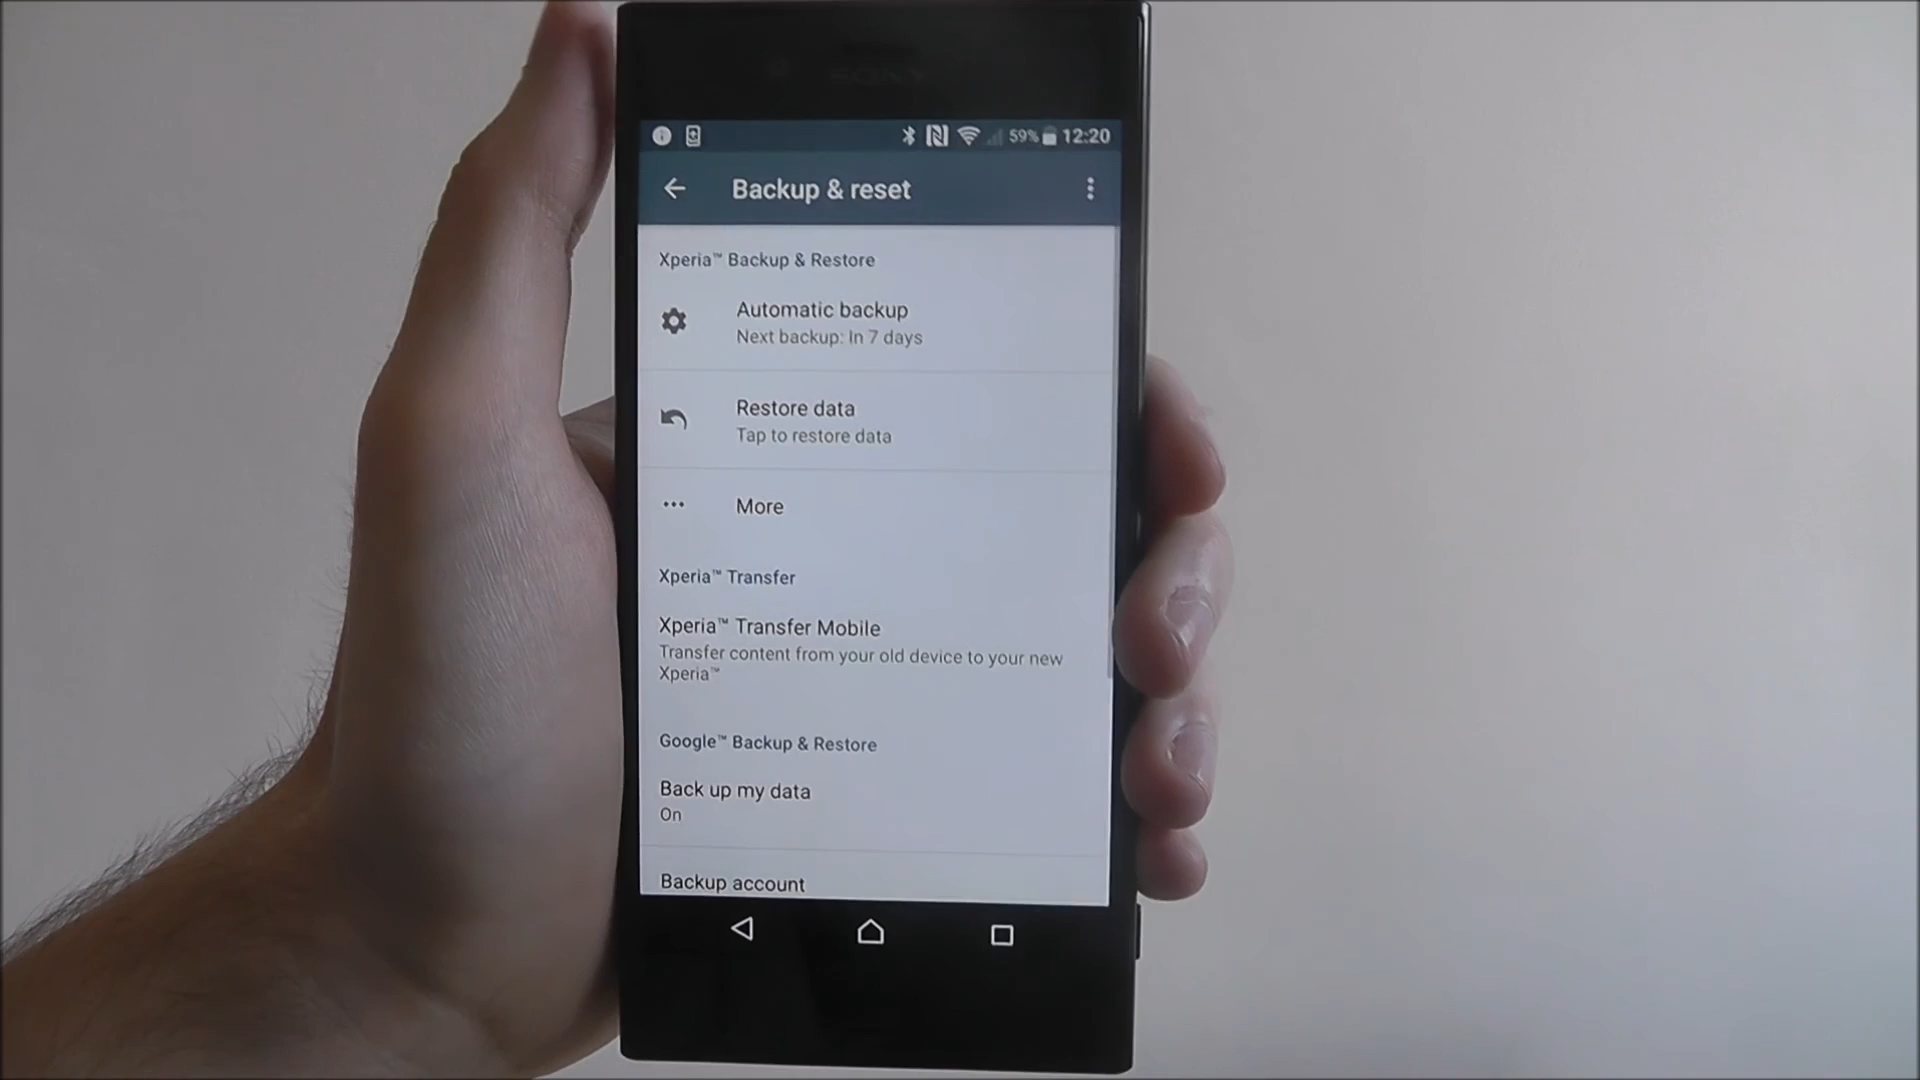 SONY
59% 12:20
Backup & reset
Xperia™ Backup & Restore
Automatic backup
Next backup: In 7 days
Restore data
Tap to restore data
More
Xperia™ Transfer
Xperia™ Transfer Mobile
Transfer content from your old device to your new
Xperia™
Google™ Backup & Restore
Back up my data
On
Backup account